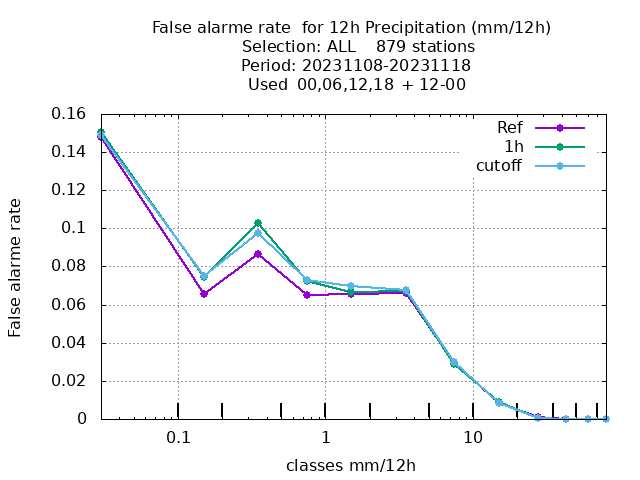 False alarme rate  for 12h Precipitation (mm/12h)
Selection: ALL    879 stations
Period: 20231108-20231118
Used  00,06,12,18  + 12-00
Ref
1h
cutoff
0.16
0.14
0.12
0.1
0.08
0.06
0.04
0.02
0
False alarme rate
0.1 1 10
classes mm/12h